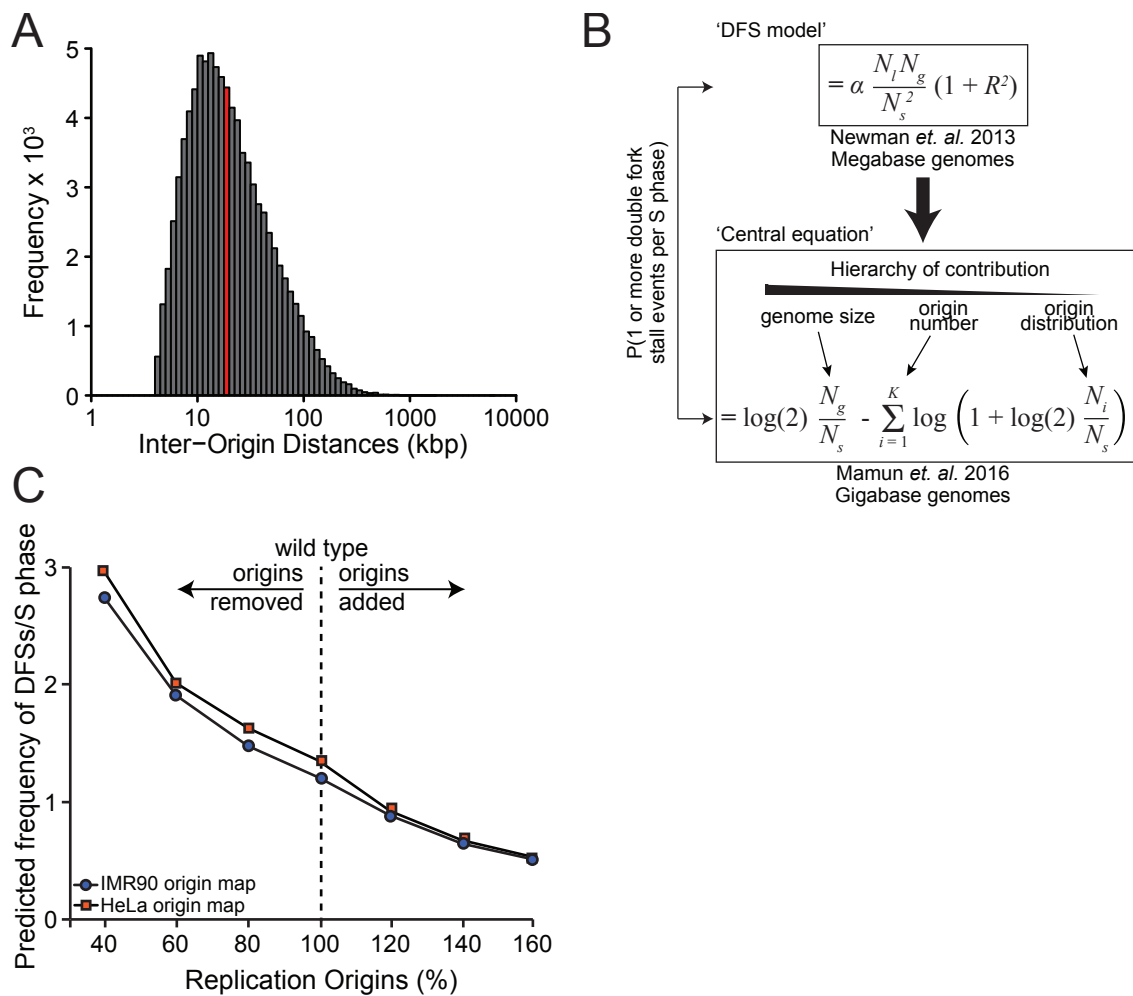 A
Frequency x 10³
5
4
3
2
1
0
1
10
100
1000
10000
Inter−Origin Distances (kbp)
B
‘DFS model’
= α NₗN_g / N_s² (1 + R²)
Newman et. al. 2013
Megabase genomes
P(1 or more double fork
stall events per S phase)
‘Central equation’
Hierarchy of contribution
genome size
origin
number
origin
distribution
= log(2) N_g / N_s - K ∑ i = 1 log (1 + log(2) N_i / N_s)
Mamun et. al. 2016
Gigabase genomes
C
Predicted frequency of DFSs/S phase
3
2
1
0
wild type
origins
removed
origins
added
IMR90 origin map
HeLa origin map
40
60
80
100
120
140
160
Replication Origins (%)